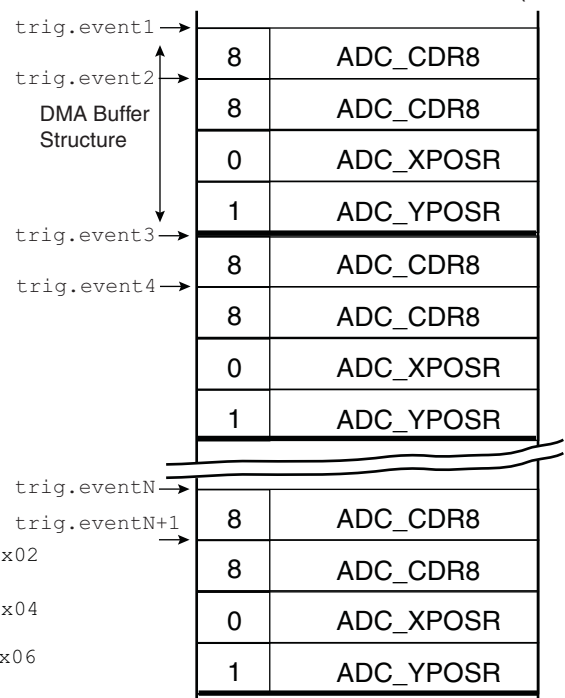 trig.event1
8 ADC_CDR8
trig.event2
DMA Buffer
Structure
8 ADC_CDR8
0 ADC_XPOSR
1 ADC_YPOSR
trig.event3
8 ADC_CDR8
trig.event4
8 ADC_CDR8
0 ADC_XPOSR
1 ADC_YPOSR
trig.eventN
8 ADC_CDR8
trig.eventN+1
x02
8 ADC_CDR8
x04
0 ADC_XPOSR
x06
1 ADC_YPOSR